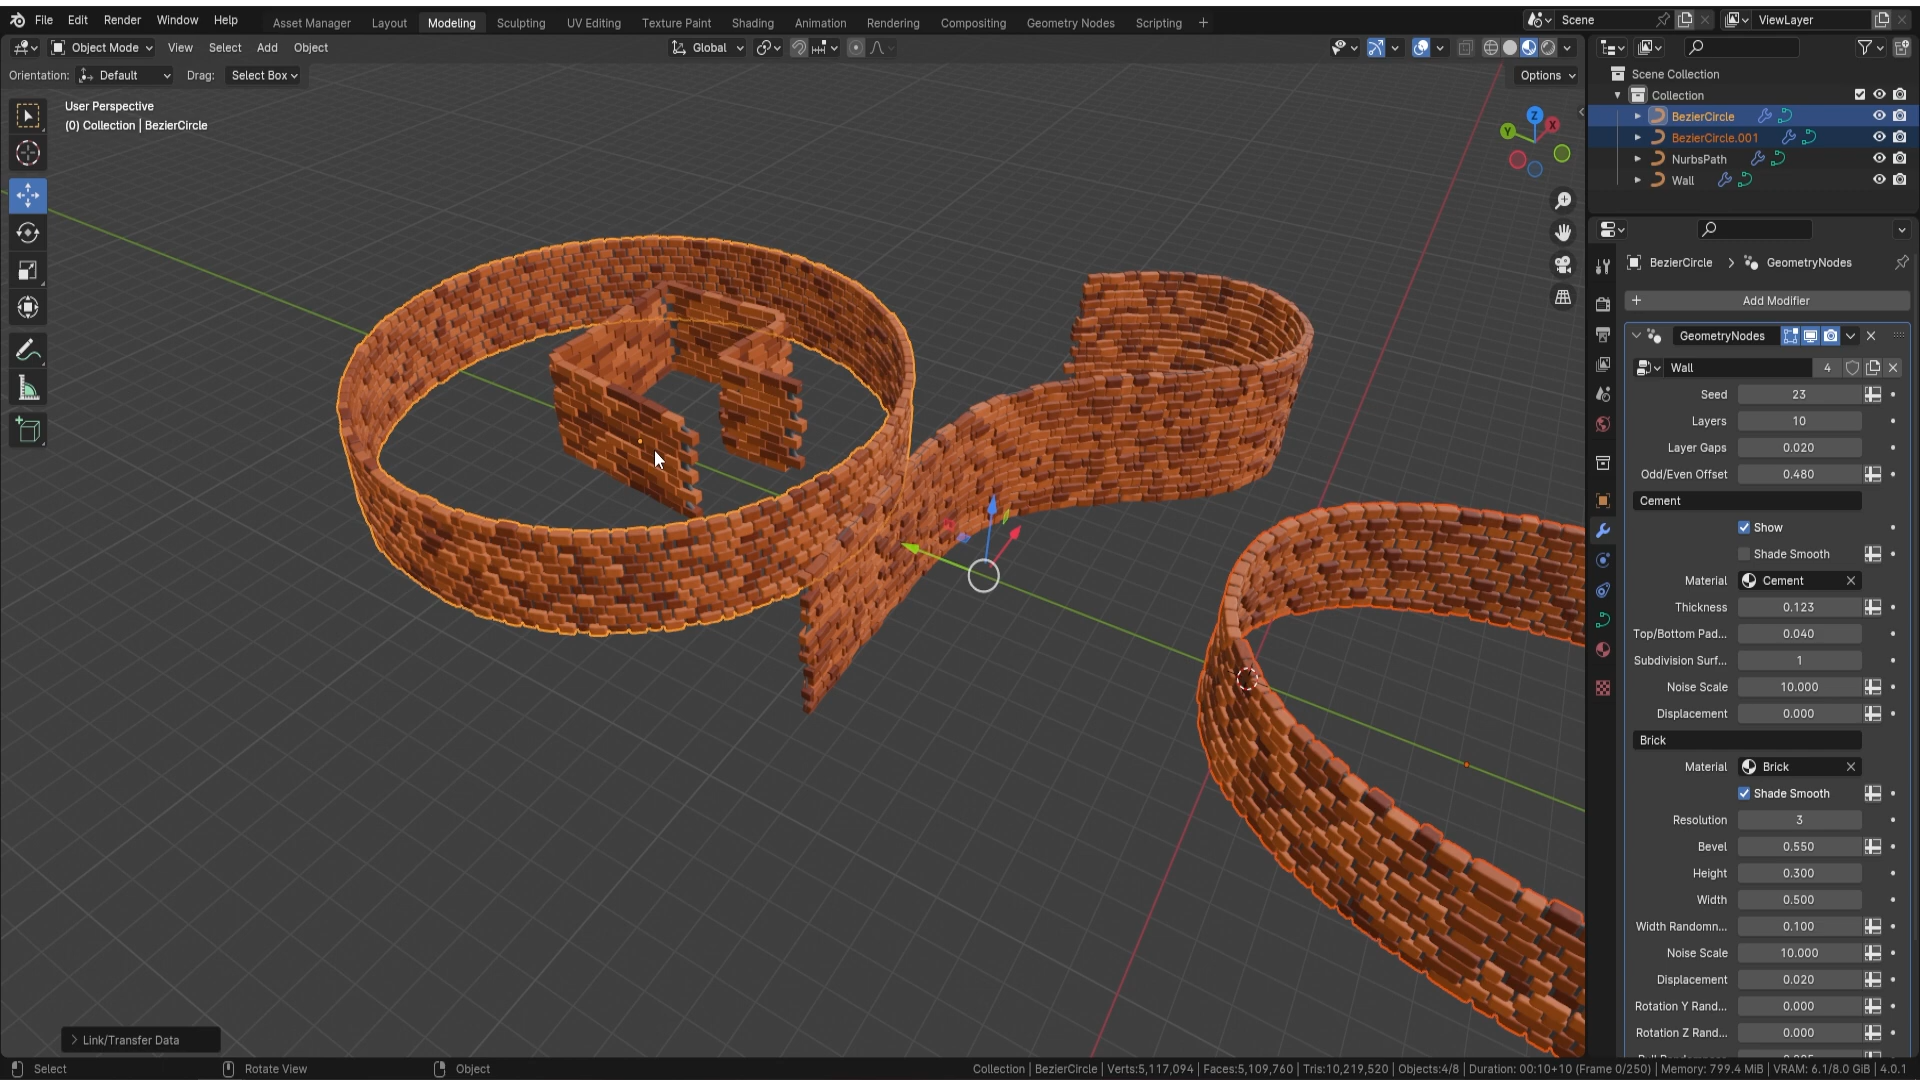 File Edit Render Window Help Asset Manager Layout Modeling Sculpting UV Editing Texture Paint Shading Animation Rendering Compositing Geometry Nodes Scripting + Scene ViewLayer
Object Mode View Select Add Object Global
Orientation: Default Drag: Select Box Options
User Perspective
(0) Collection | BezierCircle
Z
X
Y
Link/Transfer Data
Scene Collection
Collection
BezierCircle
BezierCircle.001
NurbsPath
Wall
BezierCircle > GeometryNodes
+ Add Modifier
GeometryNodes
Wall 4
Seed 23
Layers 10
Layer Gaps 0.020
Odd/Even Offset 0.480
Cement
Show
Shade Smooth
Material Cement
Thickness 0.123
Top/Bottom Pad... 0.040
Subdivision Surf... 1
Noise Scale 10.000
Displacement 0.000
Brick
Material Brick
Shade Smooth
Resolution 3
Bevel 0.550
Height 0.300
Width 0.500
Width Randomn... 0.100
Noise Scale 10.000
Displacement 0.020
Rotation Y Rand... 0.000
Rotation Z Rand... 0.000
Select Rotate View Object Collection | BezierCircle | Verts:5,117,094 | Faces:5,109,760 | Tris:10,219,520 | Objects:4/8 | Duration: 00:10+10 (Frame 0/250) | Memory: 799.4 MiB | VRAM: 6.1/8.0 GiB | 4.0.1